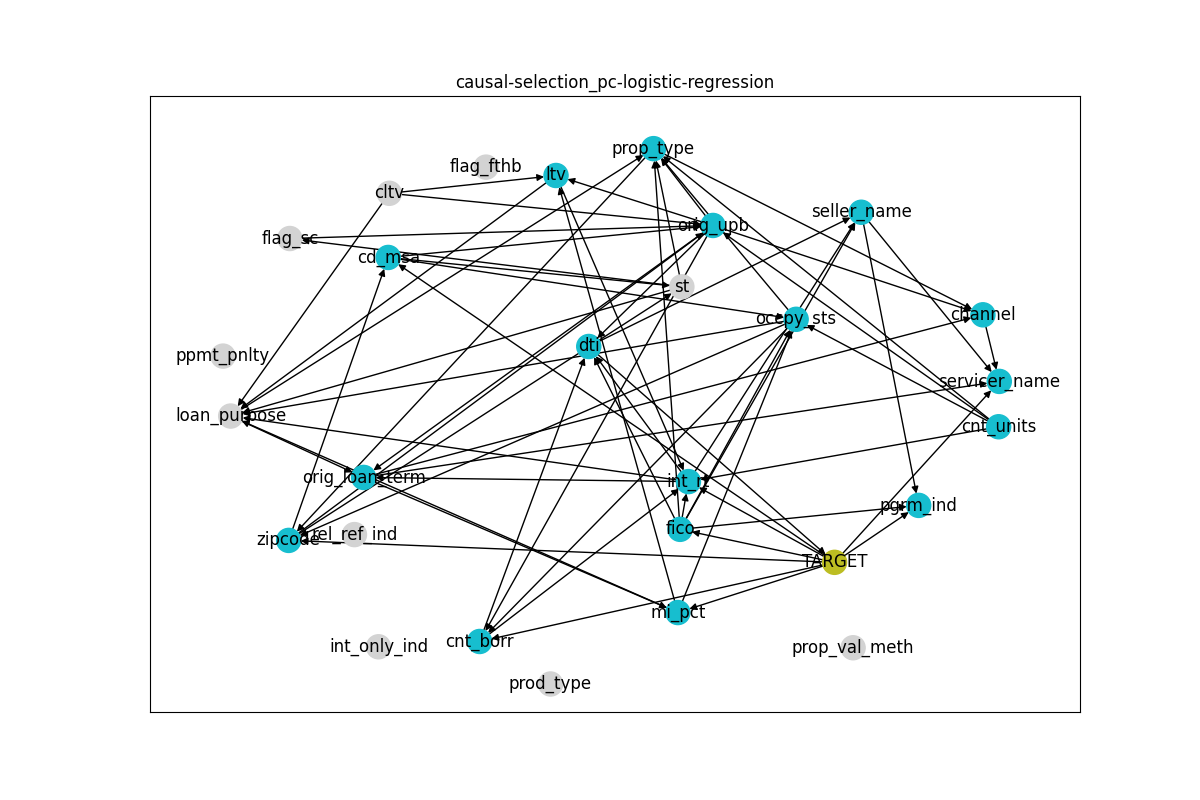 causal-selection_pc-logistic-regression
prop_type
flag_fthb
ltv
cltv
seller_name
orig_upb
flag_sc
cd_msa
st
channel
ocepy_sts
dti
ppmt_pnlty
servicer_name
loan_purpose
cnt_units
orig_loan_term
int_rt
pgrm_ind
fico
rel_ref_ind
zipcode
TARGET
mi_pct
cnt_borr
int_only_ind
prop_val_meth
prod_type